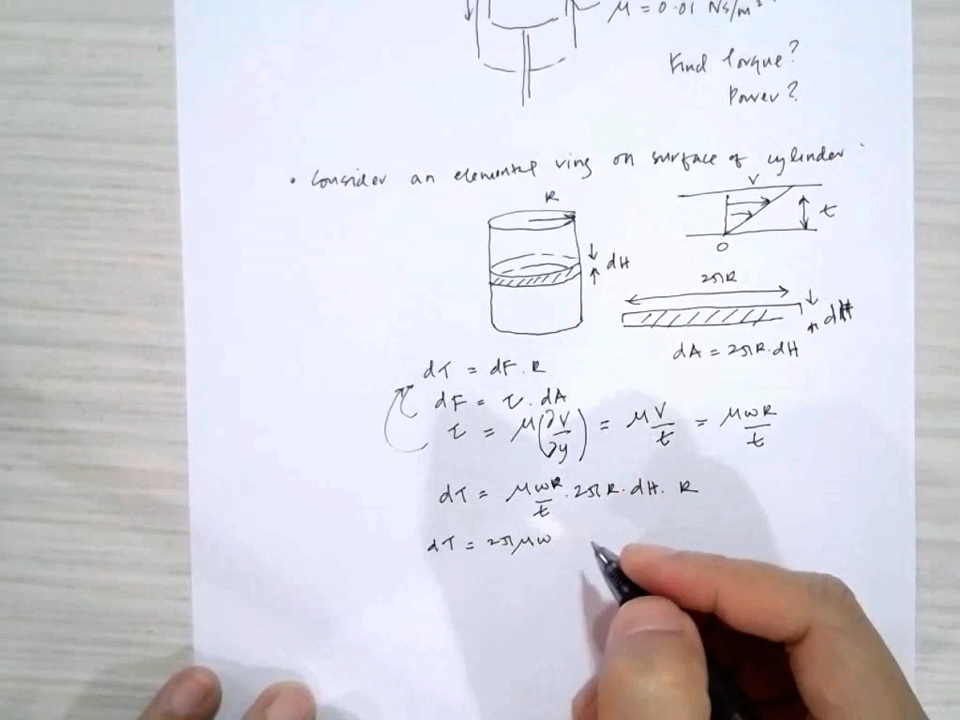 μ = 0.01 Ns/m²
Find Torque?
Power?
• Consider an elemental ring on surface of cylinder.
R
V
t
0
dH
2πR
dH
dA = 2πR.dH
dT = dF.R
dF = τ.dA
τ = μ(∂V/∂y) = μV/t = μωR/t
dT = μωR/t . 2πR.dH.R
dT = 2πμω